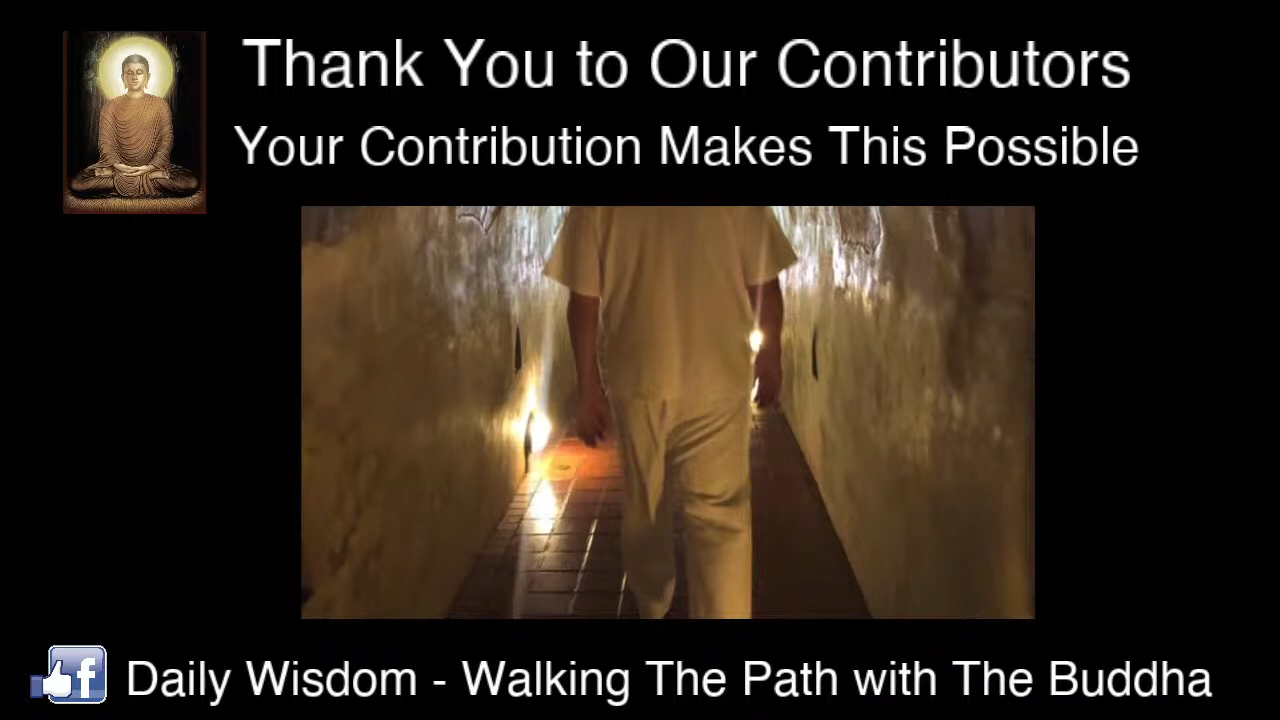 Thank You to Our Contributors
Your Contribution Makes This Possible
Daily Wisdom - Walking The Path with The Buddha